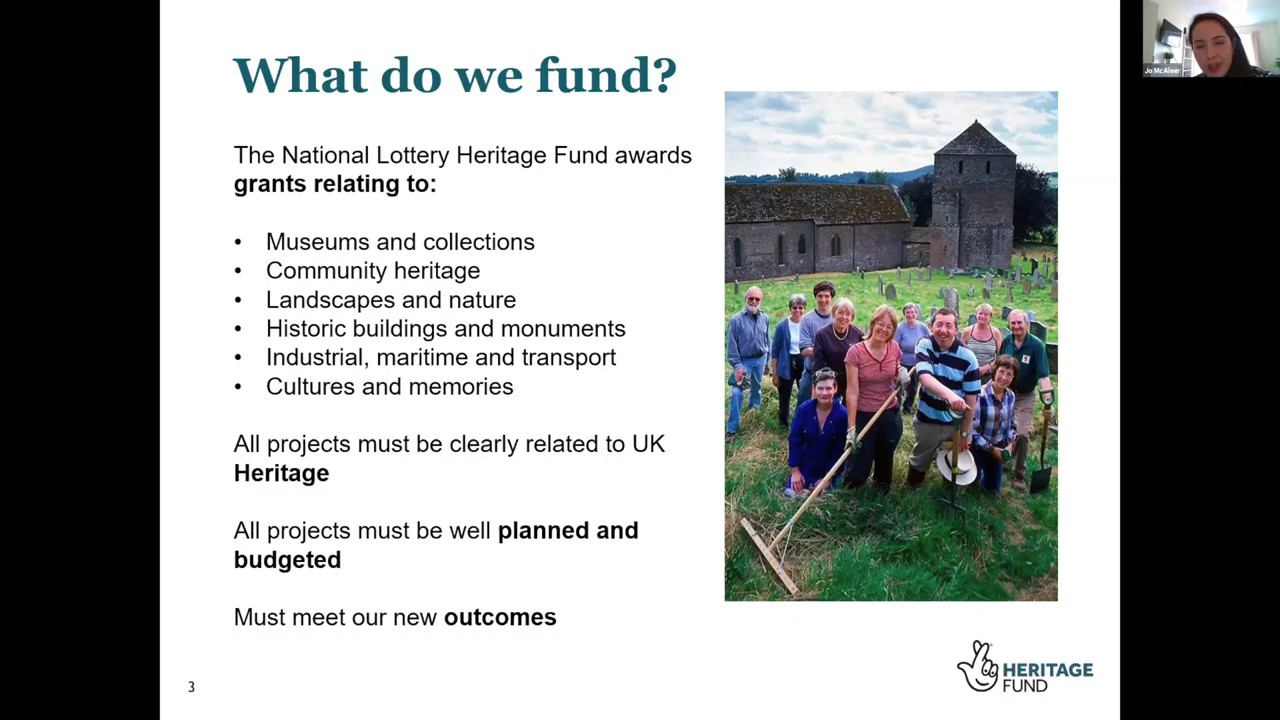 What do we fund?
The National Lottery Heritage Fund awards
grants relating to:
• Museums and collections
• Community heritage
• Landscapes and nature
• Historic buildings and monuments
• Industrial, maritime and transport
• Cultures and memories
All projects must be clearly related to UK
Heritage
All projects must be well planned and
budgeted
Must meet our new outcomes
3
HERITAGE
FUND
Jo McAleer